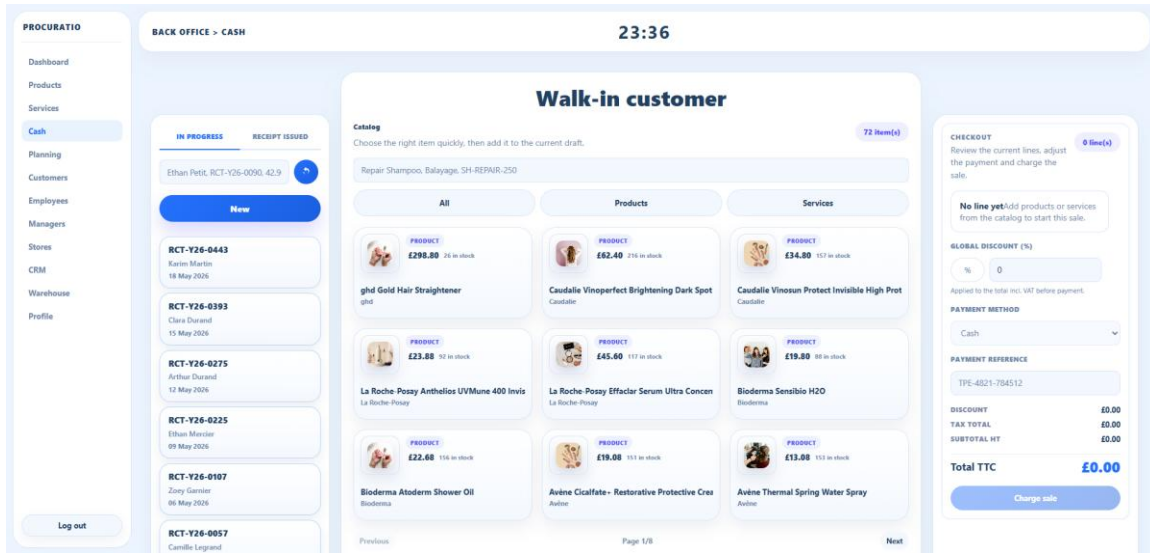 PROCURATIO
Dashboard
Products
Services
Cash
Planning
Customers
Employees
Managers
Stores
CRM
Warehouse
Profile
Log out
BACK OFFICE > CASH
23:36
IN PROGRESS RECEIPT ISSUED
Ethan Petit, RCT-Y26-0090, 42.9
New
RCT-Y26-0443
Karim Martin
18 May 2026
RCT-Y26-0393
Clara Durand
15 May 2026
RCT-Y26-0275
Arthur Durand
12 May 2026
RCT-Y26-0225
Ethan Mercier
09 May 2026
RCT-Y26-0107
Zoey Garnier
06 May 2026
RCT-Y26-0057
Camille Legrand
Walk-in customer
Catalog
Choose the right item quickly, then add it to the current draft.
72 item(s)
Repair Shampoo, Balayage, SH-REPAIR-250
All Products Services
PRODUCT
£298.80 26 in stock
ghd Gold Hair Straightener
ghd
PRODUCT
£62.40 216 in stock
Caudalie Vinoperfect Brightening Dark Spot
Caudalie
PRODUCT
£34.80 157 in stock
Caudalie Vinosun Protect Invisible High Prot
Caudalie
PRODUCT
£23.88 92 in stock
La Roche-Posay Anthelios UVMune 400 Invis
La Roche-Posay
PRODUCT
£45.60 117 in stock
La Roche-Posay Effaclar Serum Ultra Concen
La Roche-Posay
PRODUCT
£19.80 88 in stock
Bioderma Sensibio H2O
Bioderma
PRODUCT
£22.68 156 in stock
Bioderma Atoderm Shower Oil
Bioderma
PRODUCT
£19.08 151 in stock
Avène Cicalfate+ Restorative Protective Crea
Avène
PRODUCT
£13.08 151 in stock
Avène Thermal Spring Water Spray
Avène
Previous Page 1/8 Next
CHECKOUT
Review the current lines, adjust
the payment and charge the
sale.
0 line(s)
No line yetAdd products or services
from the catalog to start this sale.
GLOBAL DISCOUNT (%)
% 0
Applied to the total incl. VAT before payment.
PAYMENT METHOD
Cash
PAYMENT REFERENCE
TPE-4821-784512
DISCOUNT £0.00
TAX TOTAL £0.00
SUBTOTAL HT £0.00
Total TTC £0.00
Charge sale